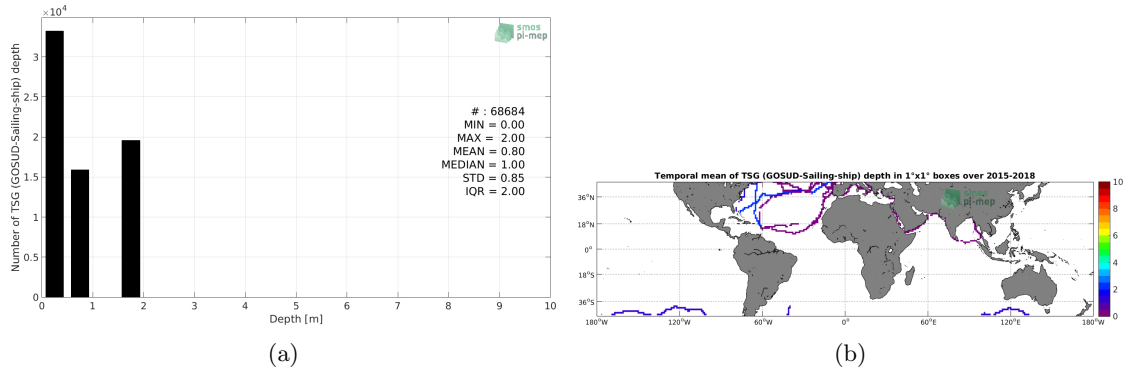 ×10⁴
3
2.5
2
1.5
1
0.5
0
0 1 2 3 4 5 6 7 8 9 10
Number of TSG (GOSUD-Sailing-ship) depth
Depth [m]
smos
pi-mep
# : 68684
MIN = 0.00
MAX = 2.00
MEAN = 0.80
MEDIAN = 1.00
STD = 0.85
IQR = 2.00
(a)
Temporal mean of TSG (GOSUD-Sailing-ship) depth in 1°x1° boxes over 2015-2018
smos
pi-mep
36°N
18°N
0°
18°S
36°S
180°W 120°W 60°W 0° 60°E 120°E 180°W
10
8
6
4
2
0
(b)